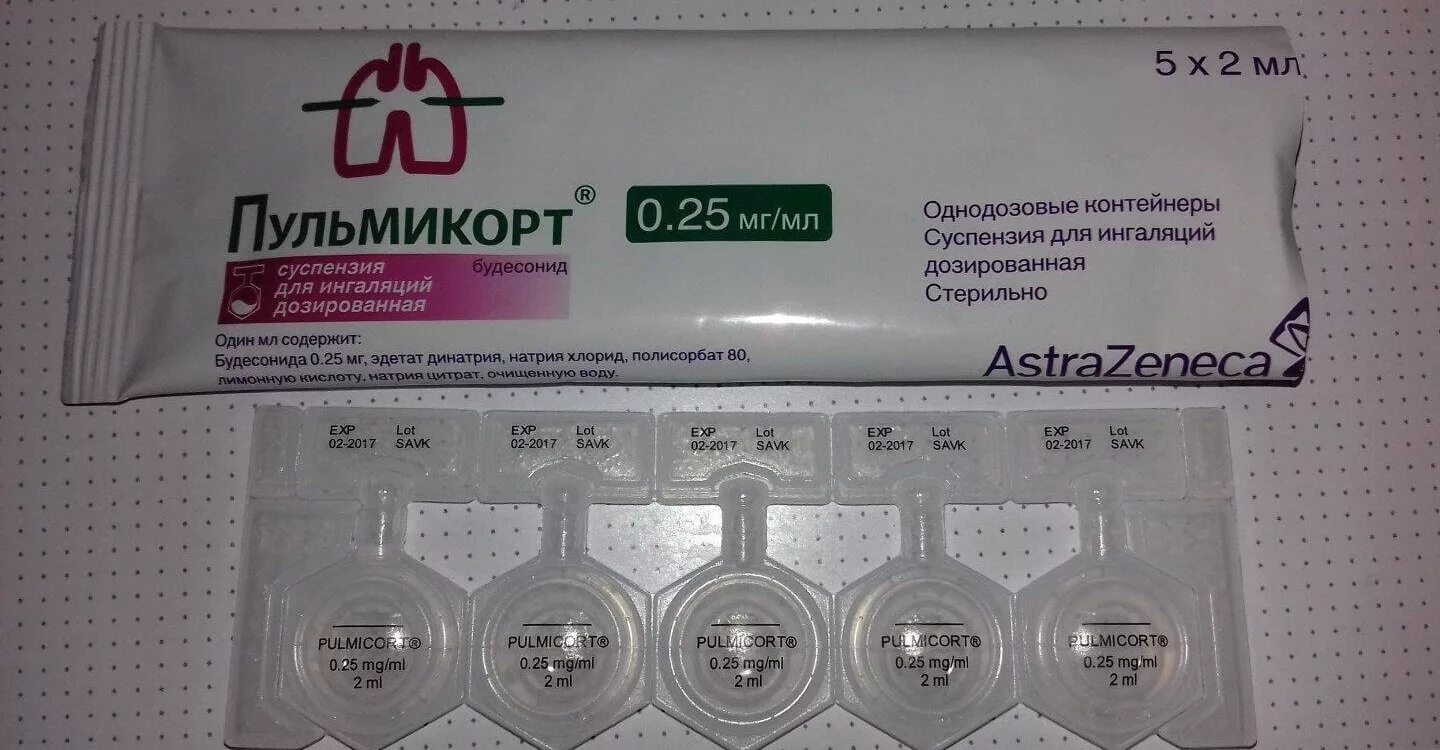 5 x 2 мл
Пульмикорт®
0.25 мг/мл
суспензия
для ингаляций
дозированная
будесонид
Однодозовые контейнеры
Суспензия для ингаляций
дозированная
Стерильно
Один мл содержит:
Будесонида 0.25 мг, эдетат динатрия, натрия хлорид, полисорбат 80,
лимонную кислоту, натрия цитрат, очищенную воду.
AstraZeneca
EXP Lot
02-2017 SAVK
EXP Lot
02-2017 SAVK
EXP Lot
02-2017 SAVK
EXP Lot
02-2017 SAVK
EXP Lot
02-2017 SAVK
PULMICORT®
0.25 mg/ml
2 ml
PULMICORT®
0.25 mg/ml
2 ml
PULMICORT®
0.25 mg/ml
2 ml
PULMICORT®
0.25 mg/ml
2 ml
PULMICORT®
0.25 mg/ml
2 ml